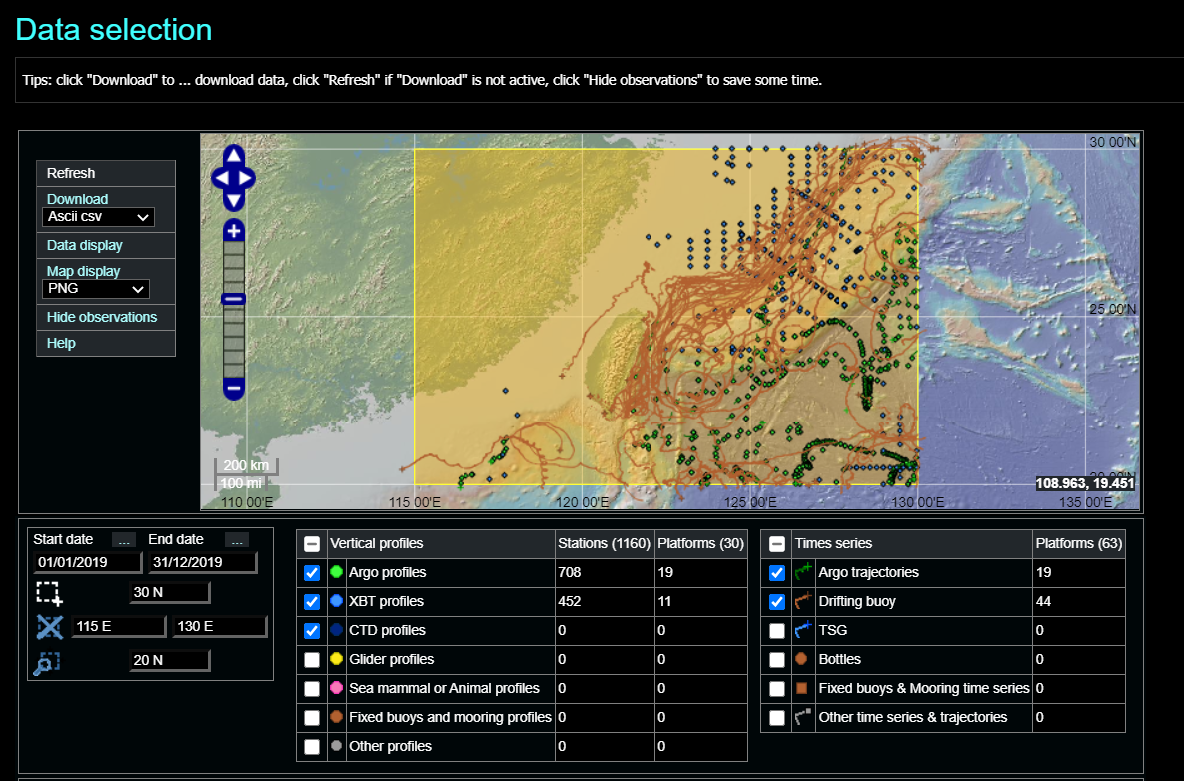 Data selection
Tips: click "Download" to ... download data, click "Refresh" if "Download" is not active, click "Hide observations" to save some time.
Refresh
Download
Ascii csv
Data display
Map display
PNG
Hide observations
Help
30 00'N
25 00'N
200 km
100 mi
108.963, 19.451
110 00'E
115 00'E
120 00'E
125 00'E
130 00'E
135 00'E
Start date ... End date ...
01/01/2019 31/12/2019
30 N
115 E 130 E
20 N
Vertical profiles Stations (1160) Platforms (30)
Argo profiles 708 19
XBT profiles 452 11
CTD profiles 0 0
Glider profiles 0 0
Sea mammal or Animal profiles 0 0
Fixed buoys and mooring profiles 0 0
Other profiles 0 0
Times series Platforms (63)
Argo trajectories 19
Drifting buoy 44
TSG 0
Bottles 0
Fixed buoys & Mooring time series 0
Other time series & trajectories 0